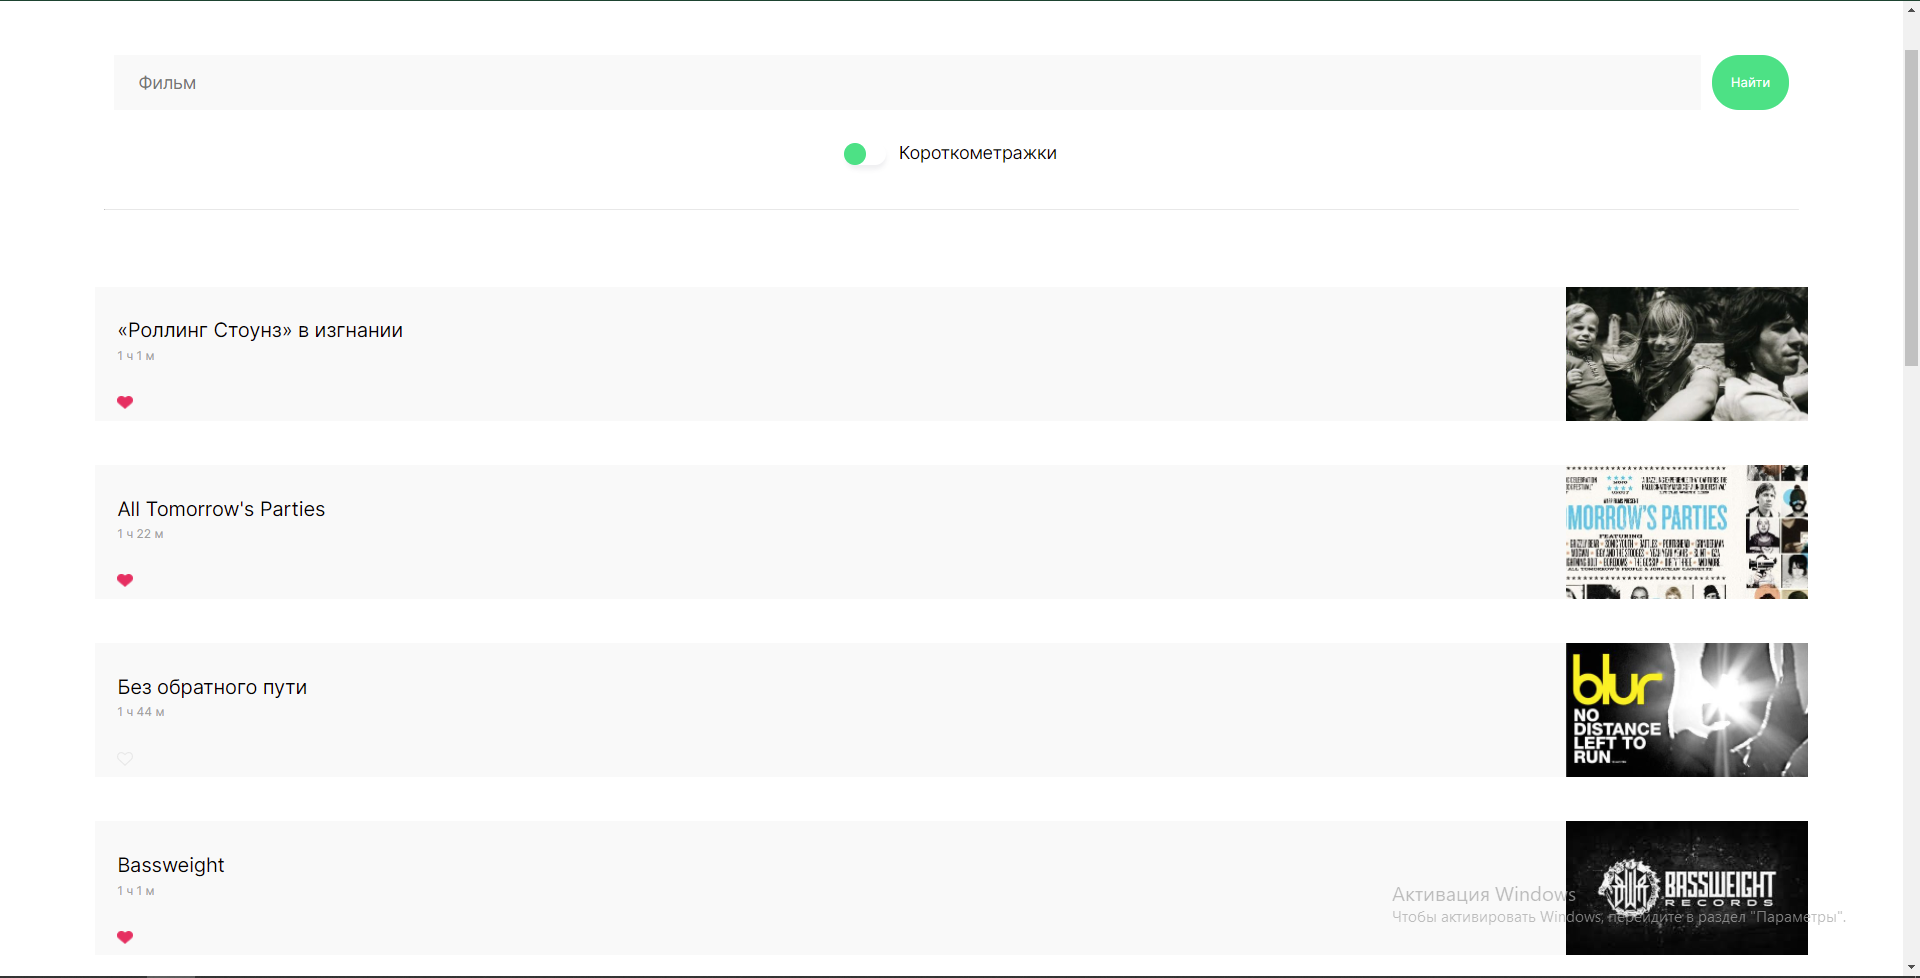 Фильм
Найти
Короткометражки
«Роллинг Стоунз» в изгнании
1 ч 1 м
All Tomorrow's Parties
1 ч 22 м
MORROW'S PARTIES
FEATURING
Без обратного пути
1 ч 44 м
blur
NO
DISTANCE
LEFT TO
RUN
Bassweight
1 ч 1 м
BASSWEIGHT
RECORDS
Активация Windows
Чтобы активировать Windows, перейдите в раздел "Параметры".